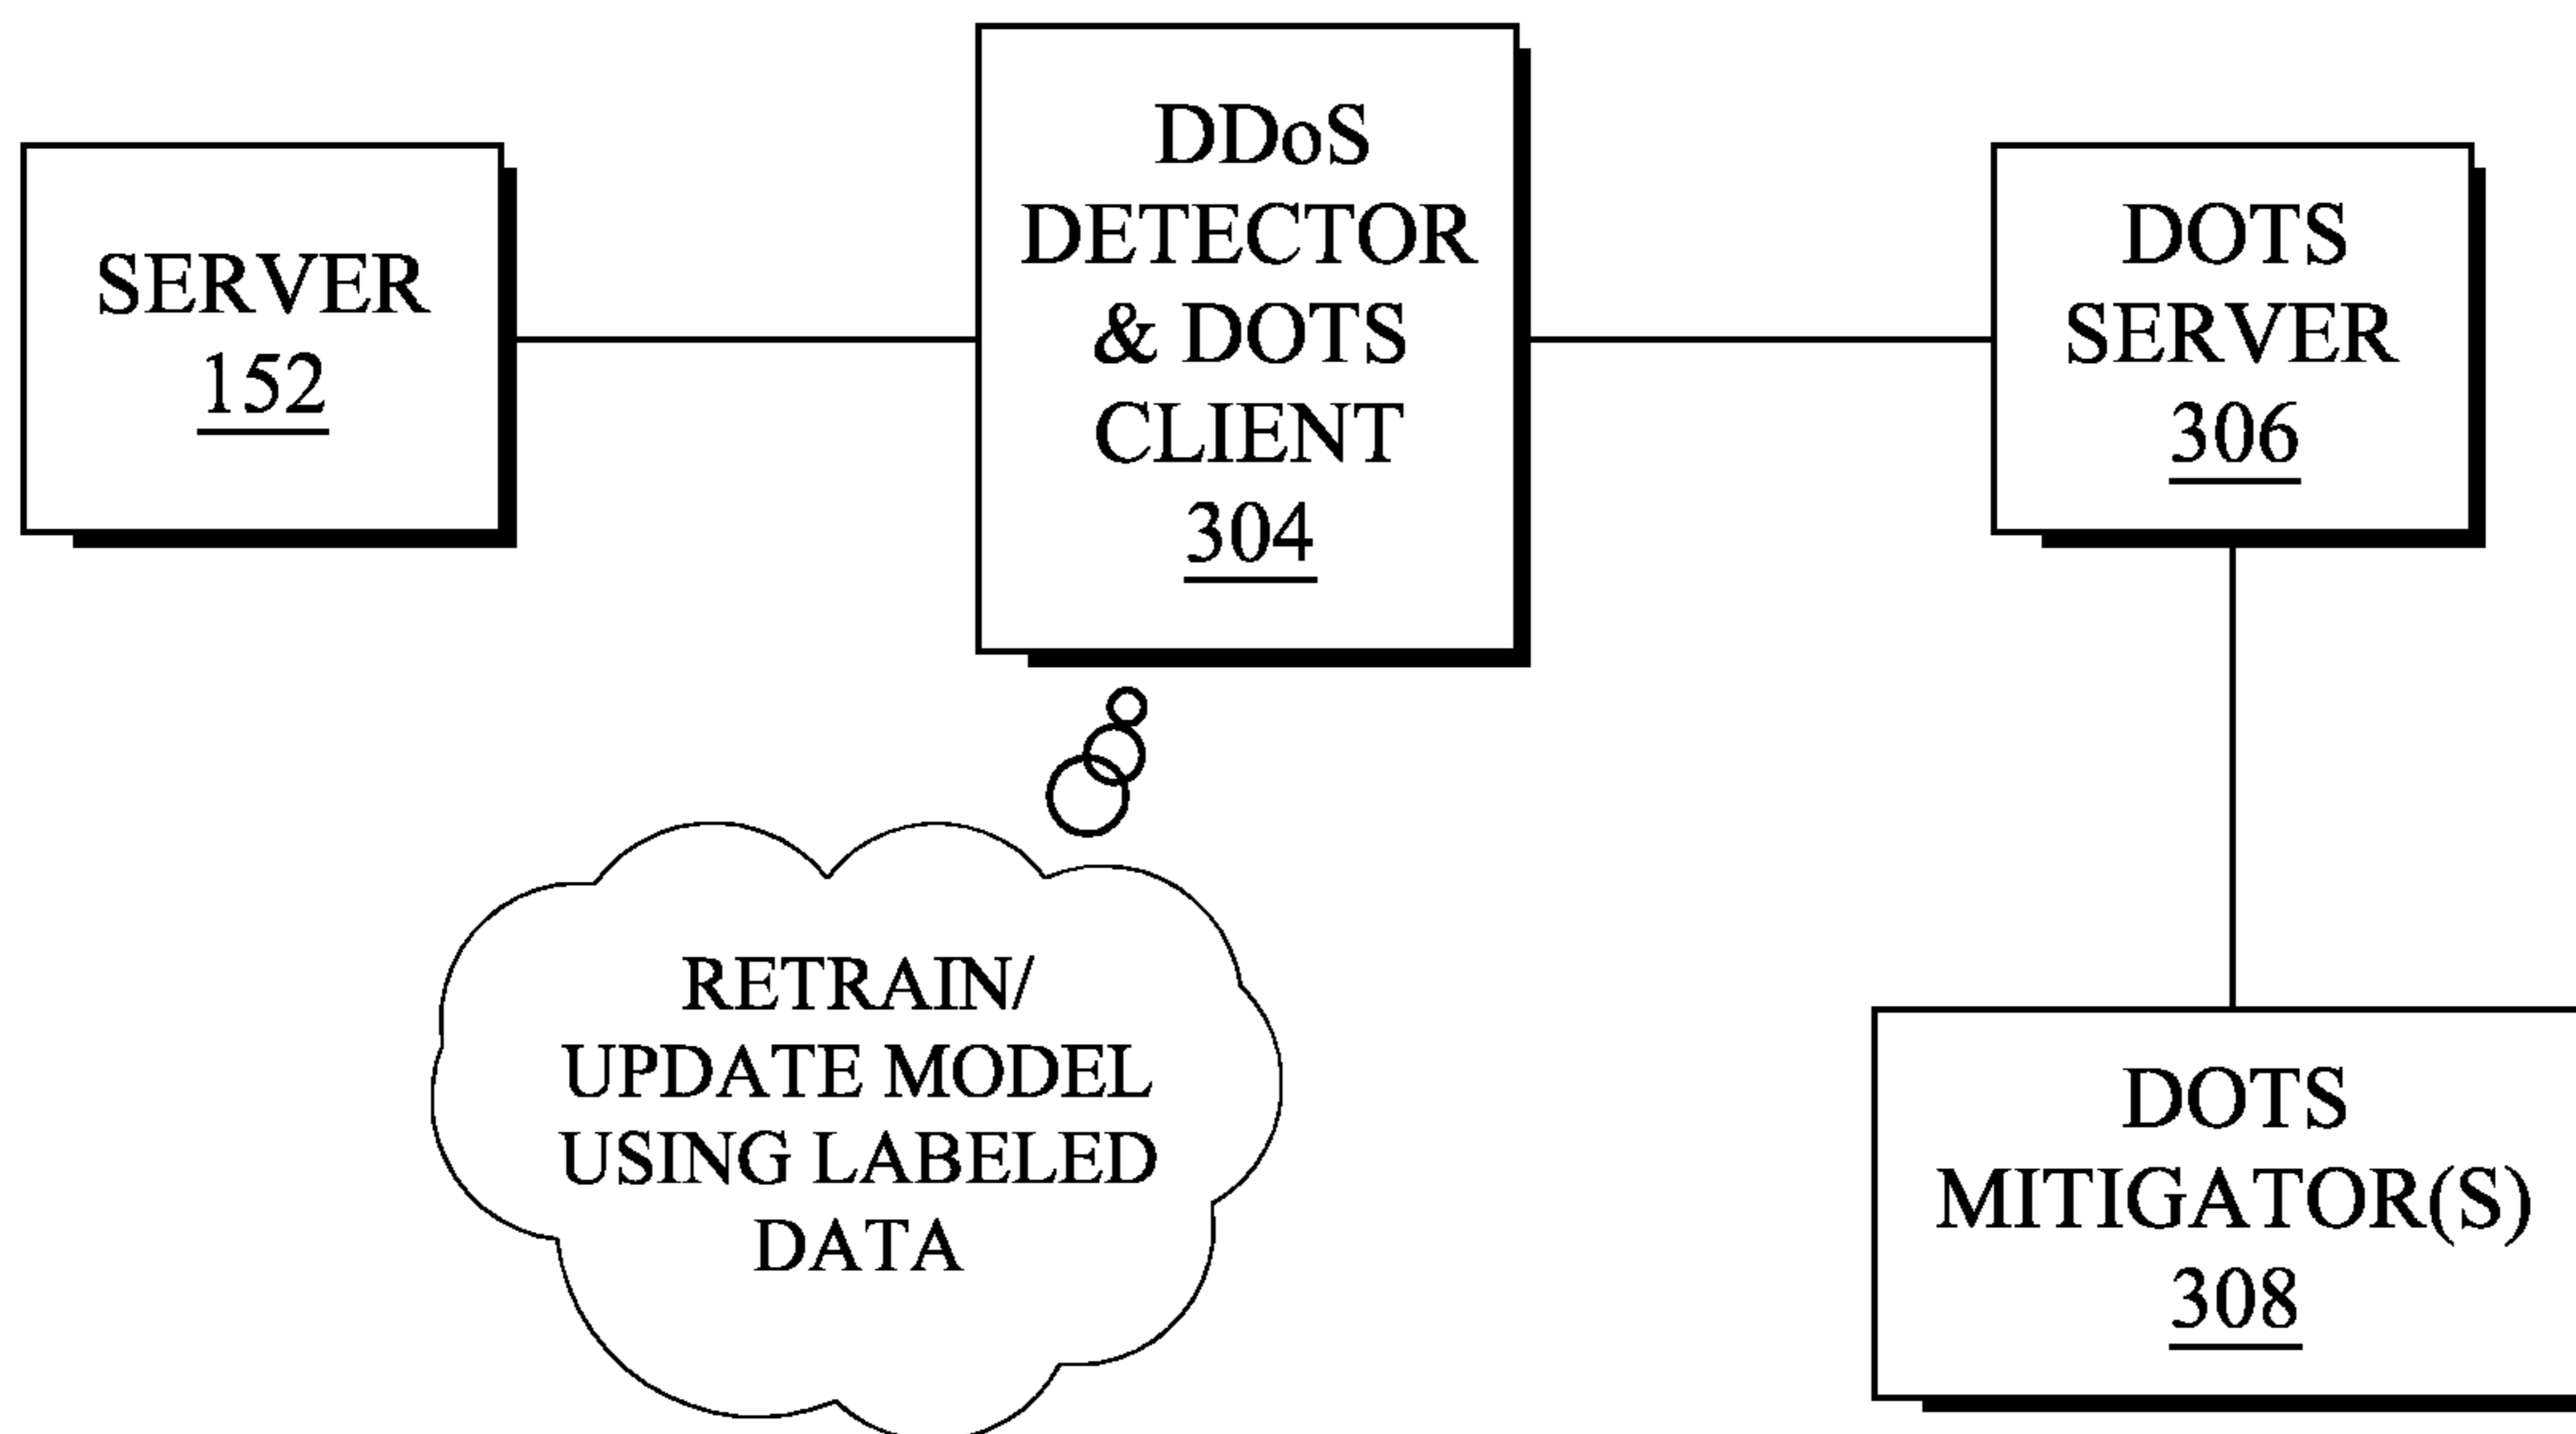 SERVER
152
DDoS
DETECTOR
& DOTS
CLIENT
304
DOTS
SERVER
306
RETRAIN/
UPDATE MODEL
USING LABELED
DATA
DOTS
MITIGATOR(S)
308